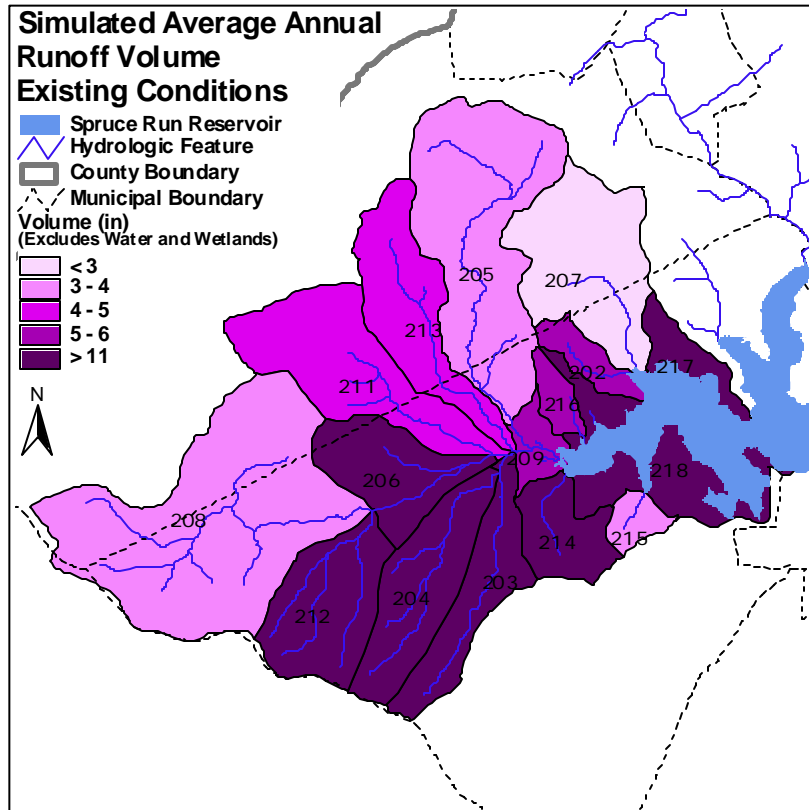 Simulated Average Annual
Runoff Volume
Existing Conditions
Spruce Run Reservoir
Hydrologic Feature
County Boundary
Municipal Boundary
Volume (in)
(Excludes Water and Wetlands)
< 3
3 - 4
4 - 5
5 - 6
> 11
N
205
207
213
217
202
211
216
209
218
206
208
214
215
203
204
212